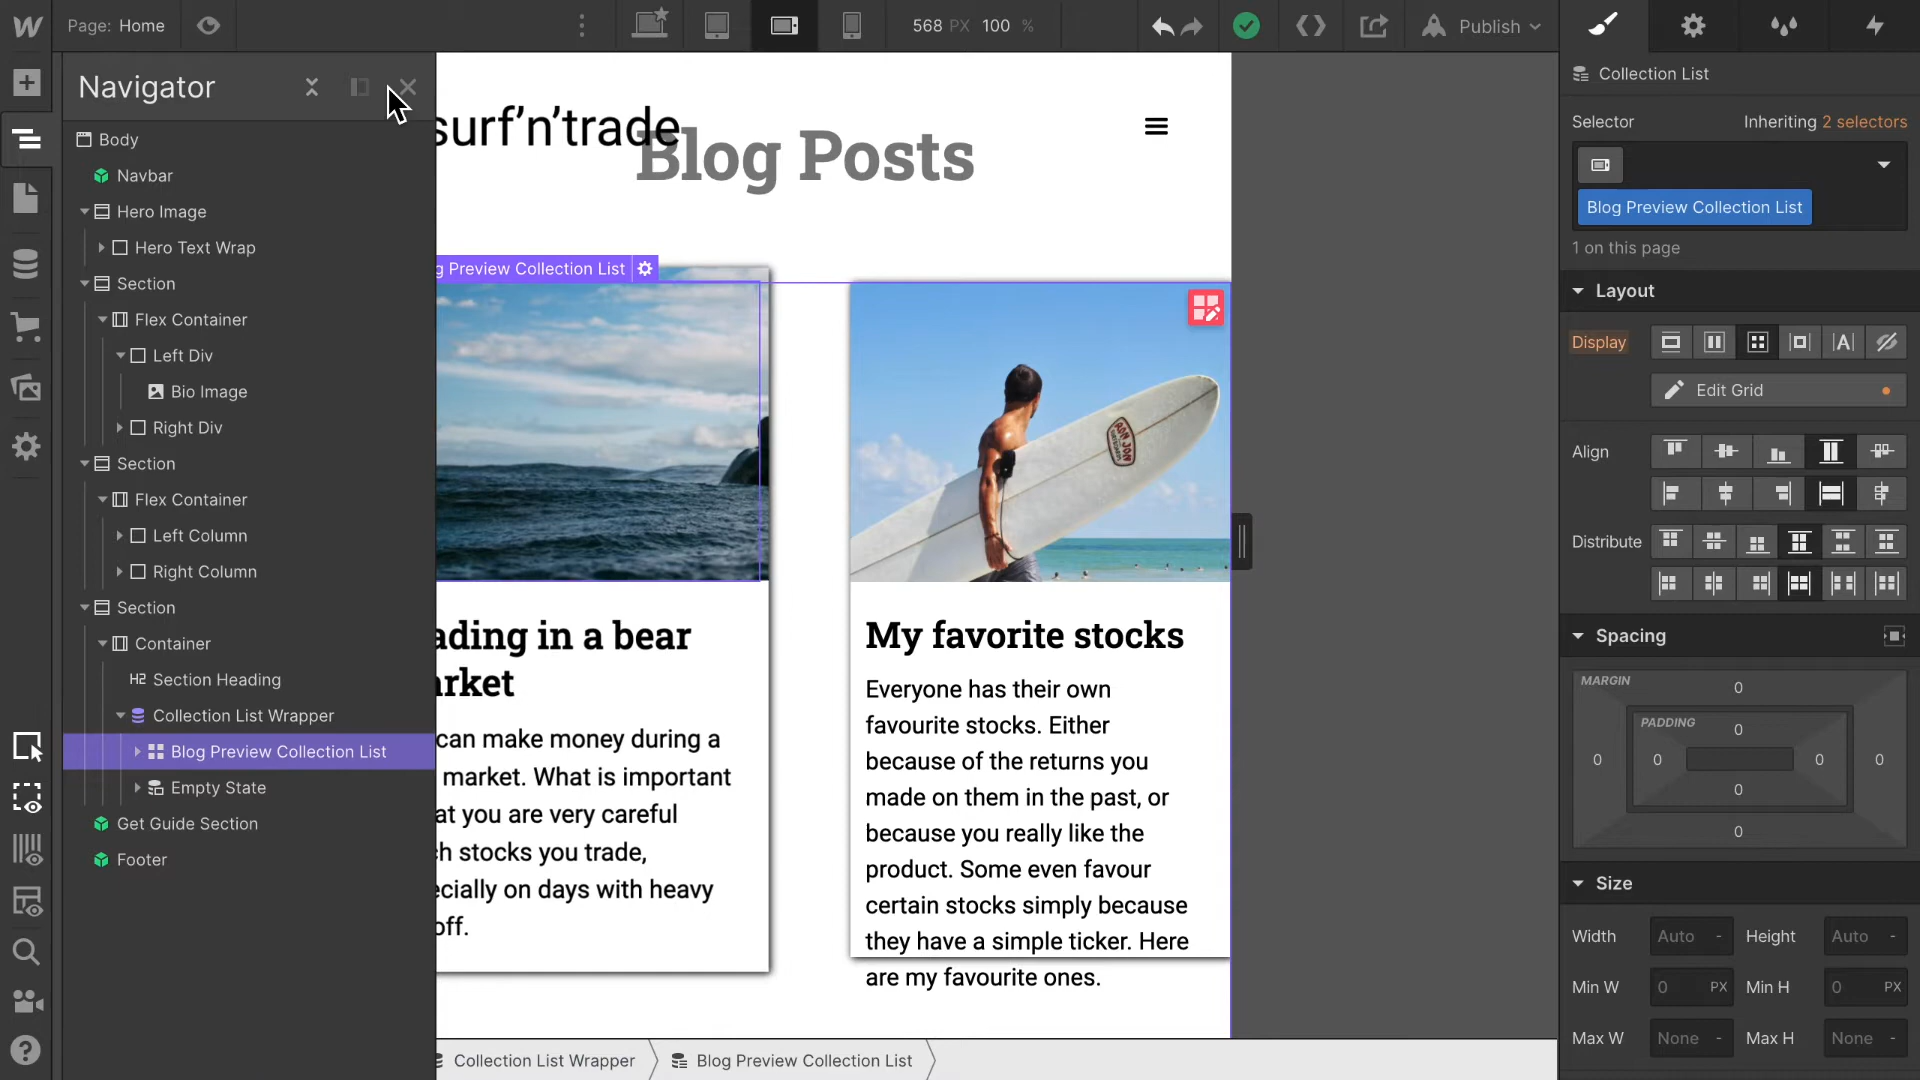 Page: Home
568 PX 100 %
Publish
Navigator
Body
Navbar
Hero Image
Hero Text Wrap
Section
Flex Container
Left Div
Bio Image
Right Div
Section
Flex Container
Left Column
Right Column
Section
Container
H2 Section Heading
Collection List Wrapper
Blog Preview Collection List
Empty State
Get Guide Section
Footer
surf’n’trade
Blog Posts
g Preview Collection List
RON JON
SURFBOARDS
ading in a bear
rket
can make money during a
market. What is important
at you are very careful
h stocks you trade,
ecially on days with heavy
off.
My favorite stocks
Everyone has their own
favourite stocks. Either
because of the returns you
made on them in the past, or
because you really like the
product. Some even favour
certain stocks simply because
they have a simple ticker. Here
are my favourite ones.
Collection List Wrapper
Blog Preview Collection List
Collection List
Selector
Inheriting 2 selectors
Blog Preview Collection List
1 on this page
Layout
Display
Edit Grid
Align
Distribute
Spacing
MARGIN
0
PADDING
0
0 0 0 0
0
0
Size
Width Auto - Height Auto -
Min W 0 PX Min H 0 PX
Max W None - Max H None -